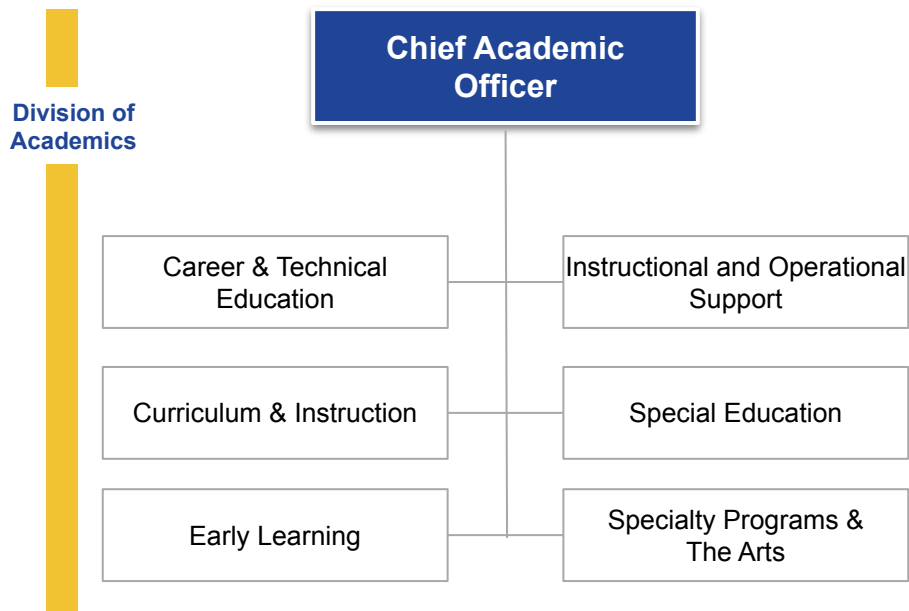 Chief Academic
Officer
Division of
Academics
Career & Technical
Education
Instructional and Operational
Support
Curriculum & Instruction
Special Education
Early Learning
Specialty Programs &
The Arts